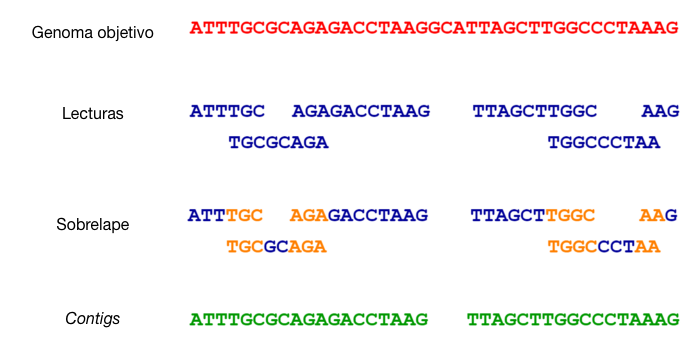 Genoma objetivo ATTTGCGCAGAGACCTAAGGCATTAGCTTGGCCCTAAAG
Lecturas ATTTGC AGAGACCTAAG TTAGCTTGGC AAG
TGCGCAGA TGGCCCTAA
Sobrelape ATTTGC AGAGACCTAAG TTAGCTTGGC AAG
TGCGCAGA TGGCCCTAA
Contigs ATTTGCGCAGAGACCTAAG TTAGCTTGGCCCTAAAG